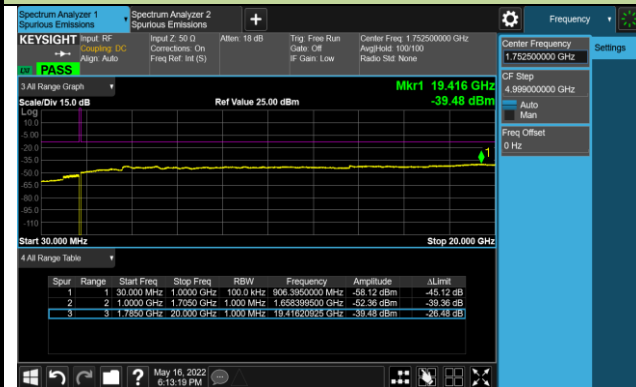 Spectrum Analyzer 1
Spurious Emissions
Spectrum Analyzer 2
Spurious Emissions
+
Frequency
KEYSIGHT
Input: RF
Coupling: DC
Align: Auto
Input Z: 50 Ω
Corrections: On
Freq Ref: Int (S)
Atten: 18 dB
Trig: Free Run
Gate: Off
IF Gain: Low
Center Freq: 1.752500000 GHz
Avg|Hold: 100/100
Radio Std: None
PASS
Center Frequency
1.752500000 GHz
Settings
CF Step
4.999000000 GHz
Auto
Man
Freq Offset
0 Hz
3 All Range Graph
Mkr1 19.416 GHz
-39.48 dBm
Scale/Div 15.0 dB
Ref Value 25.00 dBm
Log
10.0
-5.00
-20.0
-35.0
-50.0
-65.0
-80.0
-95.0
-110
1
Start 30.000 MHz
Stop 20.000 GHz
4 All Range Table
Spur Range Start Freq Stop Freq RBW Frequency Amplitude ΔLimit
1 1 30.000 MHz 1.0000 GHz 100.0 kHz 906.3950000 MHz -58.12 dBm -45.12 dB
2 2 1.0000 GHz 1.7050 GHz 1.000 MHz 1.658399500 GHz -52.36 dBm -39.36 dB
3 3 1.7850 GHz 20.000 GHz 1.000 MHz 19.41620925 GHz -39.48 dBm -26.48 dB
?
May 16, 2022
6:13:19 PM